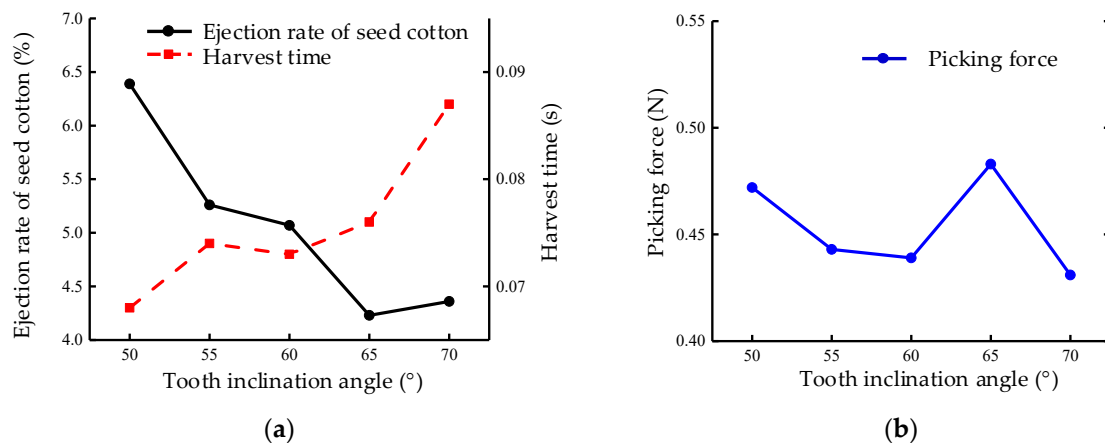 7.0
6.5
6.0
5.5
5.0
4.5
4.0
Ejection rate of seed cotton (%)
Ejection rate of seed cotton
Harvest time
0.09
0.08
0.07
Harvest time (s)
50 55 60 65 70
Tooth inclination angle (°)
(a)
0.55
0.50
0.45
0.40
Picking force (N)
Picking force
50 55 60 65 70
Tooth inclination angle (°)
(b)